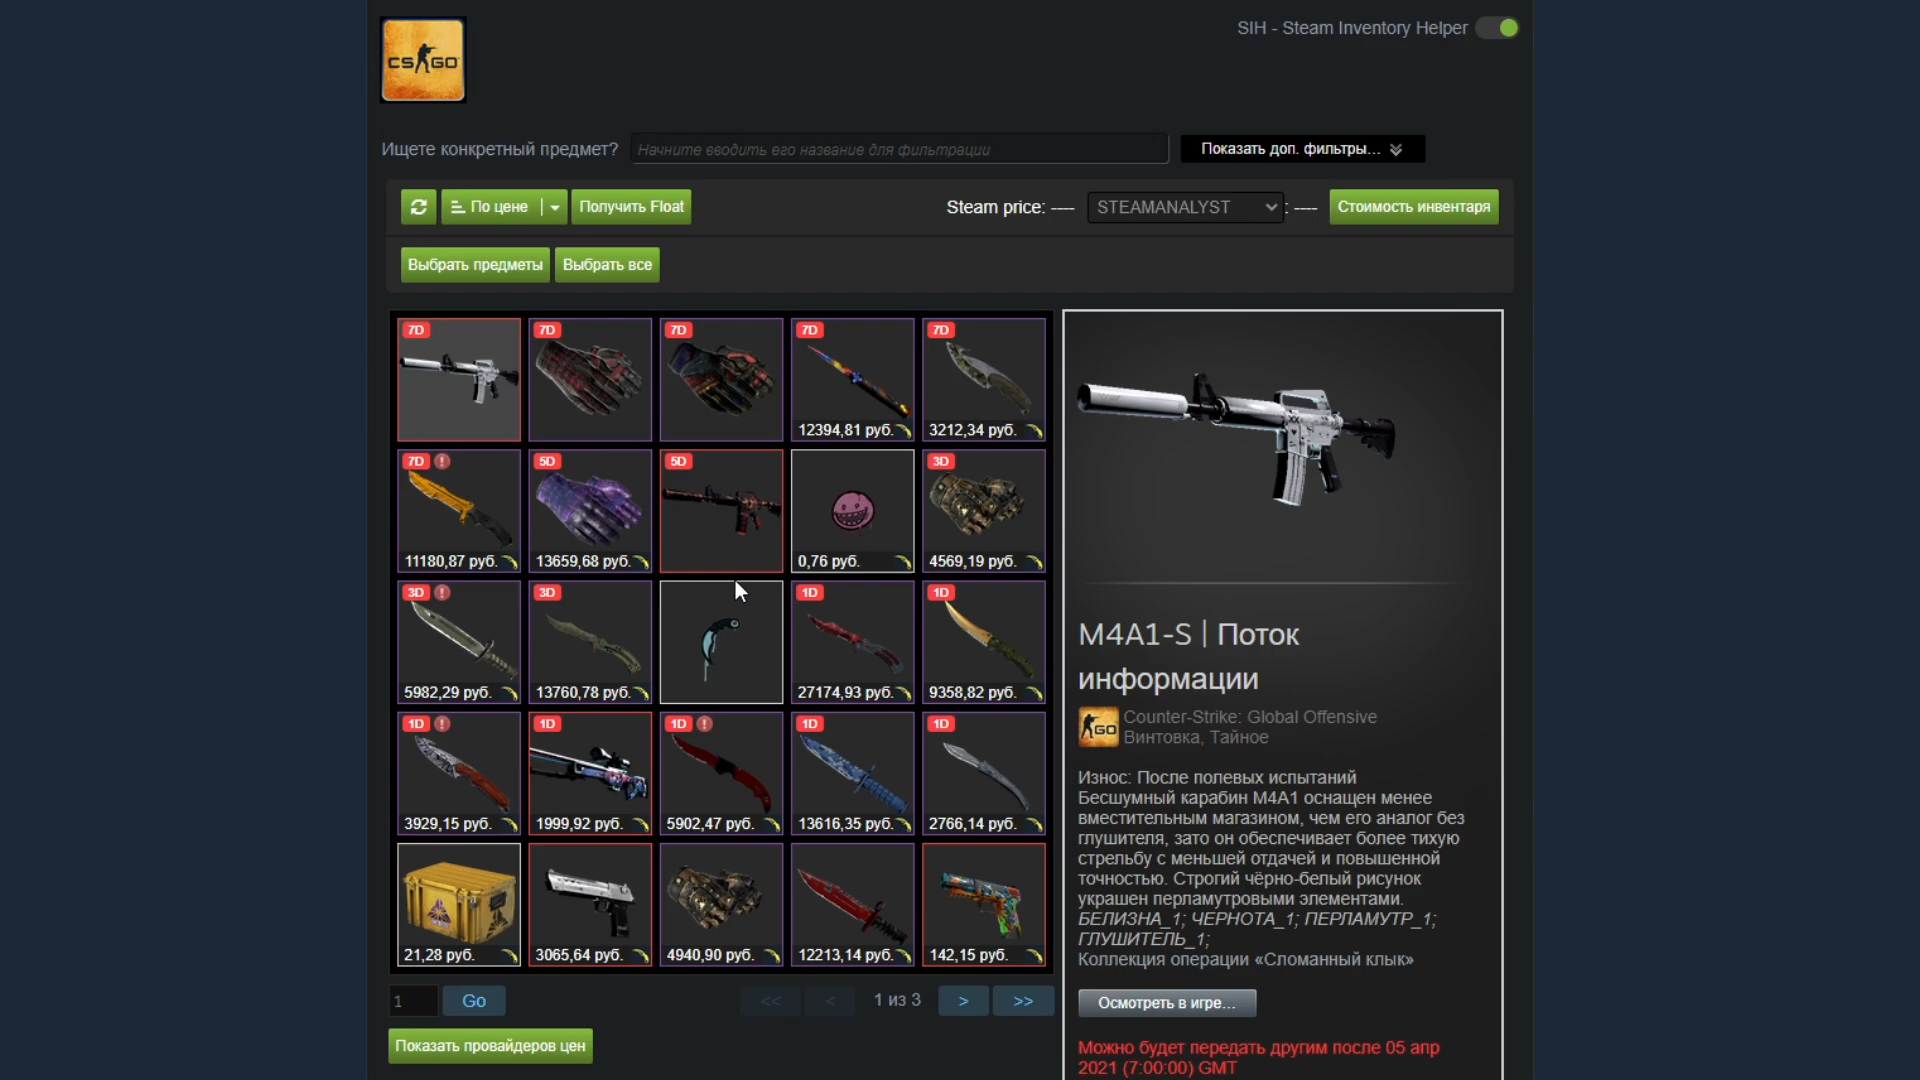 SIH - Steam Inventory Helper
CS GO
Ищете конкретный предмет? Начните вводить его название для фильтрации Показать доп. фильтры...
По цене Получить Float Steam price: ---- STEAMANALYST : ---- Стоимость инвентаря
Выбрать предметы Выбрать все
7D 7D 7D 7D 7D
12394,81 руб. 3212,34 руб.
7D ! 5D 5D 3D
11180,87 руб. 13659,68 руб. 0,76 руб. 4569,19 руб.
3D ! 3D 1D 1D
5982,29 руб. 13760,78 руб. 27174,93 руб. 9358,82 руб.
1D ! 1D 1D ! 1D 1D
3929,15 руб. 1999,92 руб. 5902,47 руб. 13616,35 руб. 2766,14 руб.
21,28 руб. 3065,64 руб. 4940,90 руб. 12213,14 руб. 142,15 руб.
1 Go << < 1 из 3 > >>
Показать провайдеров цен
M4A1-S | Поток
информации
GO
Counter-Strike: Global Offensive
Винтовка, Тайное
Износ: После полевых испытаний
Бесшумный карабин M4A1 оснащен менее
вместительным магазином, чем его аналог без
глушителя, зато он обеспечивает более тихую
стрельбу с меньшей отдачей и повышенной
точностью. Строгий чёрно-белый рисунок
украшен перламутровыми элементами.
БЕЛИЗНА_1; ЧЕРНОТА_1; ПЕРЛАМУТР_1;
ГЛУШИТЕЛЬ_1;
Коллекция операции «Сломанный клык»
Осмотреть в игре...
Можно будет передать другим после 05 апр
2021 (7:00:00) GMT